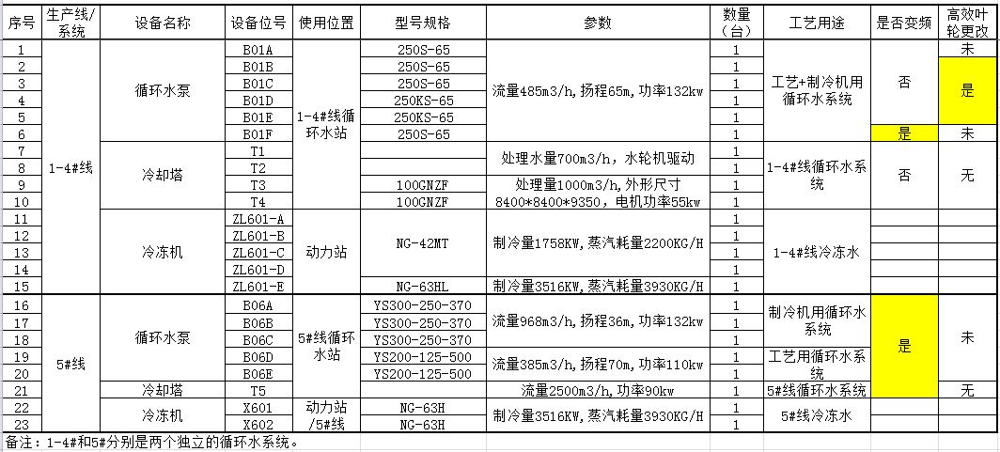 序号 生产线/系统 设备名称 设备位号 使用位置 型号规格 参数 数量（台） 工艺用途 是否变频 高效叶轮更改
1 1-4#线 循环水泵 B01A 1-4#线循环水站 250S-65 流量485m3/h,扬程65m,功率132kw 1 工艺+制冷机用循环水系统 否 未
2 B01B 250S-65 1 是
3 B01C 250S-65 1
4 B01D 250KS-65 1
5 B01E 250KS-65 1
6 B01F 250S-65 1 是 未
7 冷却塔 T1 处理水量700m3/h，水轮机驱动 1 1-4#线循环水系统 否 无
8 T2 1
9 T3 100GNZF 处理量1000m3/h,外形尺寸8400*8400*9350，电机功率55kw 1
10 T4 100GNZF 1
11 冷冻机 ZL601-A 动力站 NG-42MT 制冷量1758KW,蒸汽耗量2200KG/H 1 1-4#线冷冻水
12 ZL601-B 1
13 ZL601-C 1
14 ZL601-D 1
15 ZL601-E NG-63HL 制冷量3516KW,蒸汽耗量3930KG/H 1
16 5#线 循环水泵 B06A 5#线循环水站 YS300-250-370 流量968m3/h,扬程36m,功率132kw 1 制冷机用循环水系统 是 未
17 B06B YS300-250-370 1
18 B06C YS300-250-370 1
19 B06D YS200-125-500 流量385m3/h,扬程70m,功率110kw 1 工艺用循环水系统
20 B06E YS200-125-500 1
21 冷却塔 T5 流量2500m3/h,功率90kw 1 5#线循环水系统 无
22 冷冻机 X601 动力站/5#线 NG-63H 制冷量3516KW,蒸汽耗量3930KG/H 1 5#线冷冻水
23 X602 NG-63H 1
备注：1-4#和5#分别是两个独立的循环水系统。